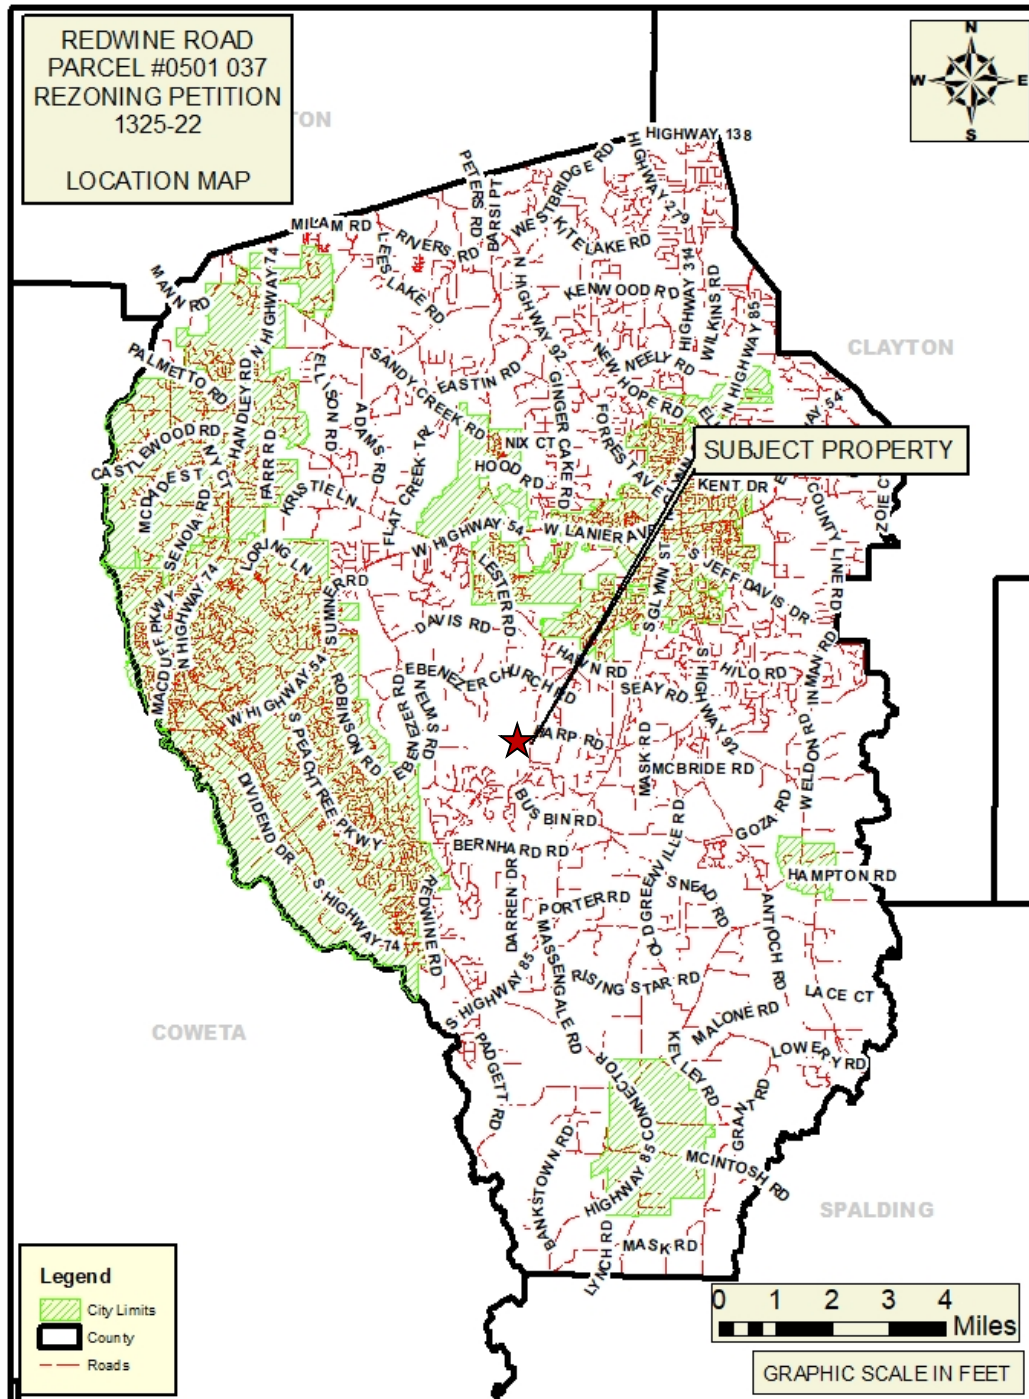 REDWINE ROAD
PARCEL #0501 037
REZONING PETITION
1325-22
LOCATION MAP
TON
N
W
E
S
HIGHWAY 138
PETERS RD
BARSI PT
WESTBRIDGE RD
HIGHWAY 279
MILAM RD
LEES LAKE RD
RIVERS RD
KITE LAKE RD
N HIGHWAY 92
KENWOOD RD
HIGHWAY 314
WILKINS RD
N HIGHWAY 85
MANN RD
N HIGHWAY 74
CLAYTON
PALMETTO RD
HANDLEY RD
ELLISON RD
SANDY CREEK RD
EASTIN RD
NEW HOPE RD
NEELY RD
ADAMS RD
FLAT CREEK TRL
GINGER CAKE RD
FORREST AVE
NIX CT
HOOD RD
CASTLEWOOD RD
IVY CT
FARR RD
KRISTIE LN
MCDADE ST
SENOIA RD
SUBJECT PROPERTY
KENT DR
COUNTY LINE RD
ZOIE CT
W HIGHWAY 54
W LANIER AVE
LESTER RD
S GLYNN ST
S JEFF DAVIS DR
LORING LN
SUMNER RD
MACDUFF PKWY
N HIGHWAY 74
DAVIS RD
EBENEZER CHURCH RD
HAWN RD
SEAY RD
S HIGHWAY 92
HILO RD
INMAN RD
W HIGHWAY 54
ROBINSON RD
EBENEZER RD
S PEACHTREE PKWY
HARP RD
MASK RD
MCBRIDE RD
WELDON RD
DIVIDEND DR
BUSBIN RD
GOZA RD
BERNHARD RD
HAMPTON RD
S HIGHWAY 74
REDWINE RD
DARREN DR
PORTER RD
OLD GREENVILLE RD
SNEAD RD
ANTIOCH RD
MASSENGALE RD
RISING STAR RD
S HIGHWAY 85
LACE CT
COWETA
MALONE RD
PADGETT RD
KELLEY RD
LOWERY RD
HIGHWAY 85 CONNECTOR
GRANT RD
BANKSTOWN RD
MCINTOSH RD
SPALDING
LYNCH RD
MASK RD
Legend
City Limits
County
Roads
0 1 2 3 4
Miles
GRAPHIC SCALE IN FEET